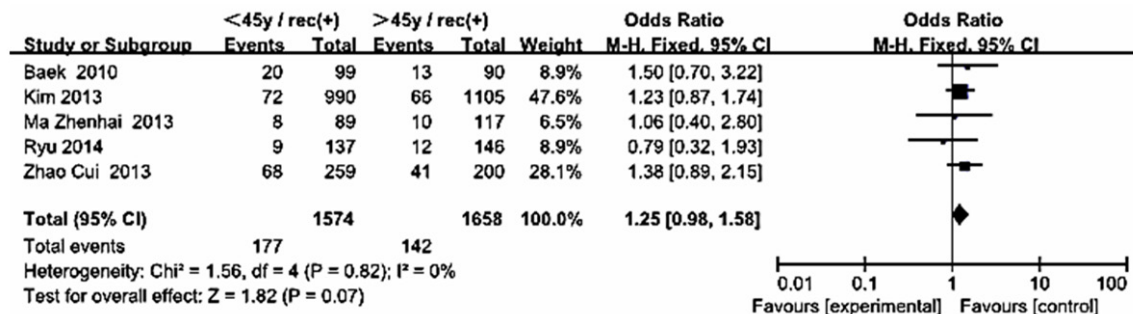 <45y / rec(+) >45y / rec(+) Odds Ratio Odds Ratio
Study or Subgroup Events Total Events Total Weight M-H, Fixed, 95% CI M-H, Fixed, 95% CI
Baek 2010 20 99 13 90 8.9% 1.50 [0.70, 3.22]
Kim 2013 72 990 66 1105 47.6% 1.23 [0.87, 1.74]
Ma Zhenhai 2013 8 89 10 117 6.5% 1.06 [0.40, 2.80]
Ryu 2014 9 137 12 146 8.9% 0.79 [0.32, 1.93]
Zhao Cui 2013 68 259 41 200 28.1% 1.38 [0.89, 2.15]
Total (95% CI) 1574 1658 100.0% 1.25 [0.98, 1.58]
Total events 177 142
Heterogeneity: Chi² = 1.56, df = 4 (P = 0.82); I² = 0%
Test for overall effect: Z = 1.82 (P = 0.07)
0.01 0.1 1 10 100
Favours [experimental] Favours [control]